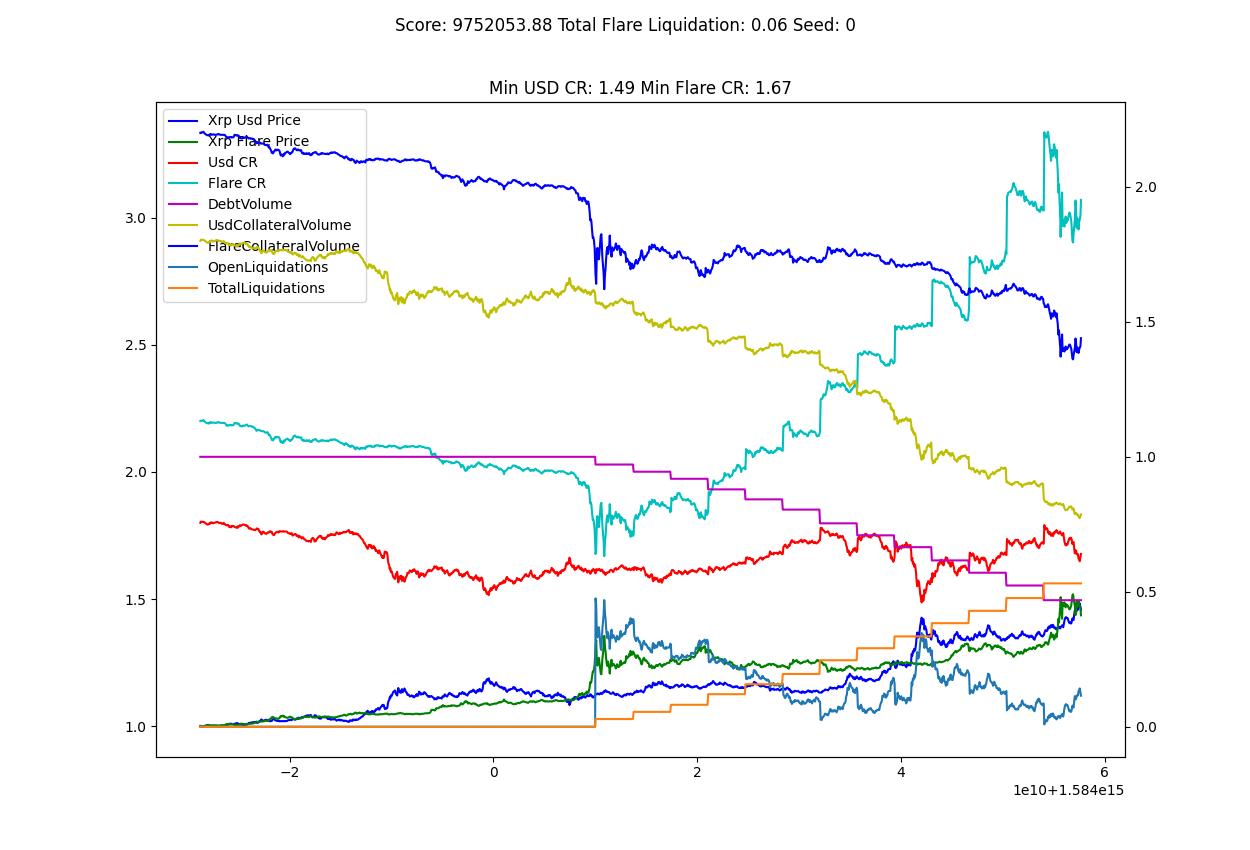 Score: 9752053.88 Total Flare Liquidation: 0.06 Seed: 0
Min USD CR: 1.49 Min Flare CR: 1.67
Xrp Usd Price
Xrp Flare Price
Usd CR
Flare CR
DebtVolume
UsdCollateralVolume
FlareCollateralVolume
OpenLiquidations
TotalLiquidations
3.0
2.5
2.0
1.5
1.0
2.0
1.5
1.0
0.5
0.0
−2 0 2 4 6
1e10+1.584e15